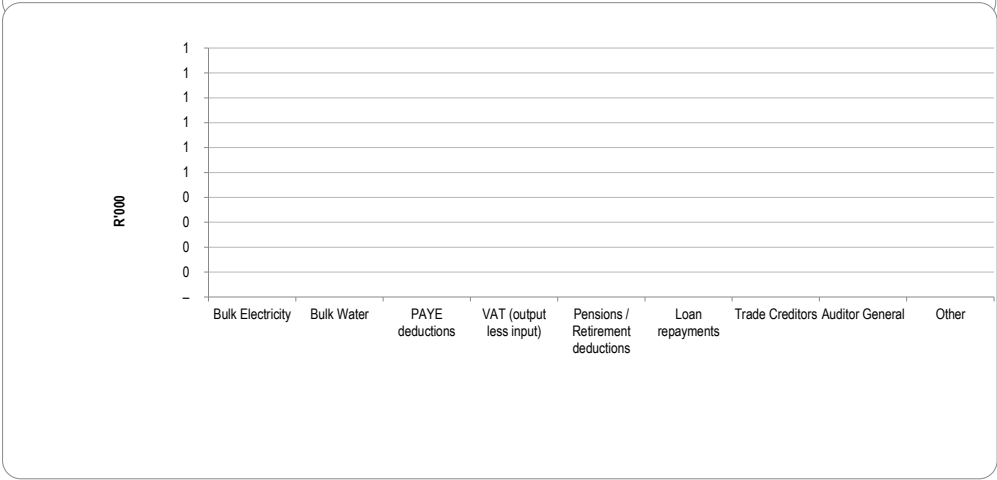 1
1
1
1
1
1
0
0
0
0
–
R'000
Bulk Electricity
Bulk Water
PAYE
deductions
VAT (output
less input)
Pensions /
Retirement
deductions
Loan
repayments
Trade Creditors
Auditor General
Other